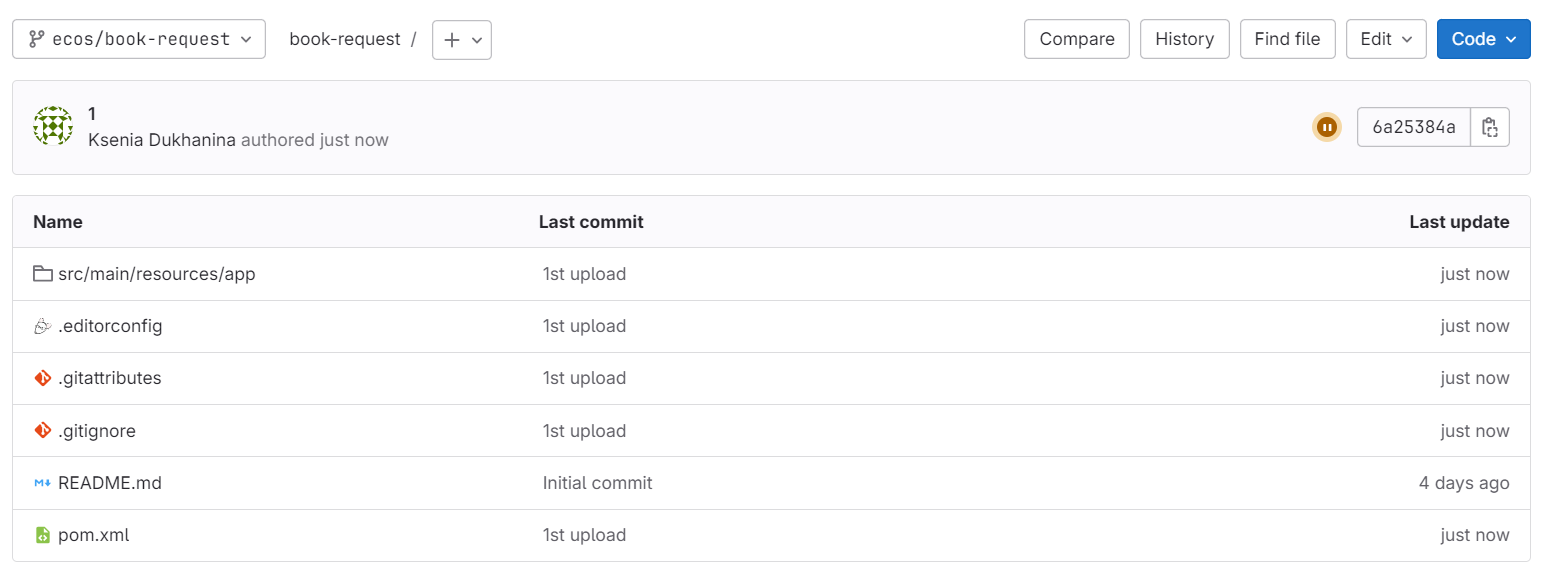 ecos/book-request book-request / + Compare History Find file Edit Code
1
Ksenia Dukhanina authored just now 6a25384a
Name Last commit Last update
src/main/resources/app 1st upload just now
.editorconfig 1st upload just now
.gitattributes 1st upload just now
.gitignore 1st upload just now
README.md Initial commit 4 days ago
pom.xml 1st upload just now